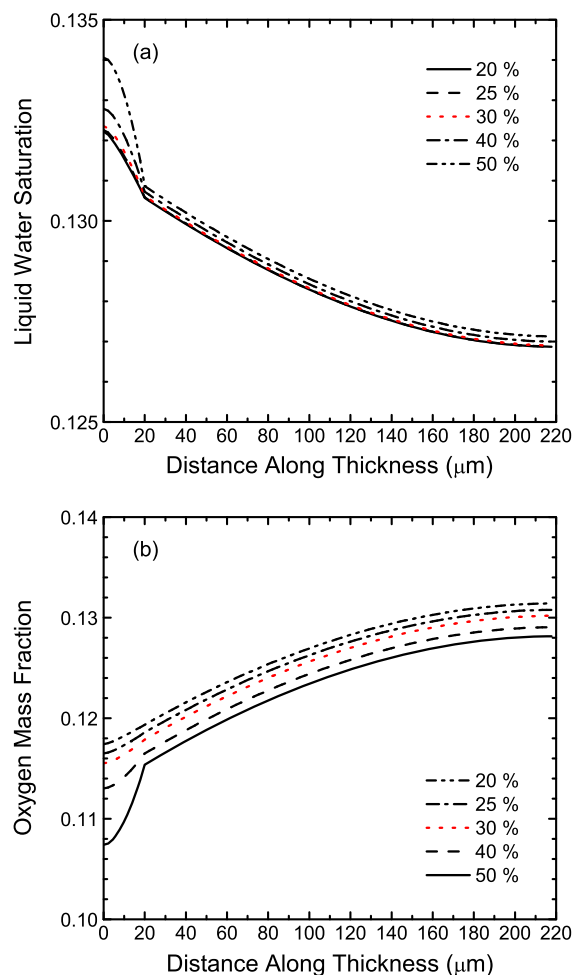 0.135
(a)
20 %
25 %
30 %
40 %
50 %
0.130
0.125
Liquid Water Saturation
0 20 40 60 80 100 120 140 160 180 200 220
Distance Along Thickness (μm)
0.14
(b)
0.13
0.12
0.11
0.10
Oxygen Mass Fraction
20 %
25 %
30 %
40 %
50 %
0 20 40 60 80 100 120 140 160 180 200 220
Distance Along Thickness (μm)